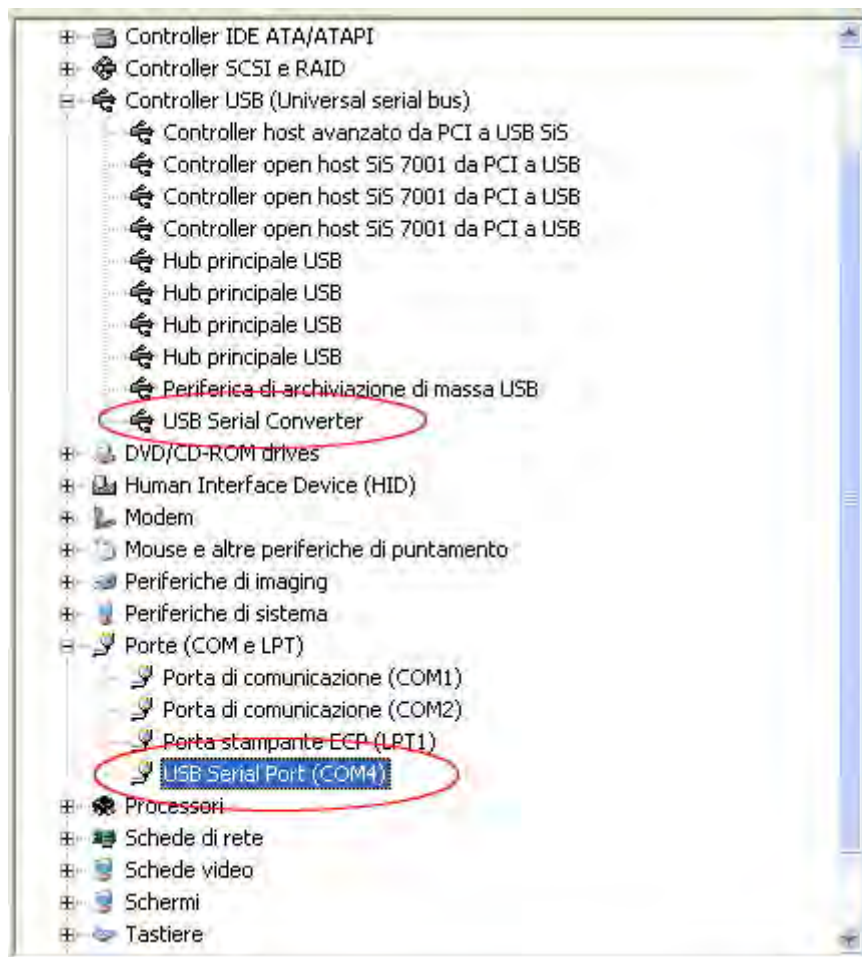 Controller IDE ATA/ATAPI
Controller SCSI e RAID
Controller USB (Universal serial bus)
Controller host avanzato da PCI a USB SiS
Controller open host SiS 7001 da PCI a USB
Controller open host SiS 7001 da PCI a USB
Controller open host SiS 7001 da PCI a USB
Hub principale USB
Hub principale USB
Hub principale USB
Hub principale USB
Periferica di archiviazione di massa USB
USB Serial Converter
DVD/CD-ROM drives
Human Interface Device (HID)
Modem
Mouse e altre periferiche di puntamento
Periferiche di imaging
Periferiche di sistema
Porte (COM e LPT)
Porta di comunicazione (COM1)
Porta di comunicazione (COM2)
Porta stampante ECP (LPT1)
USB Serial Port (COM4)
Processori
Schede di rete
Schede video
Schermi
Tastiere